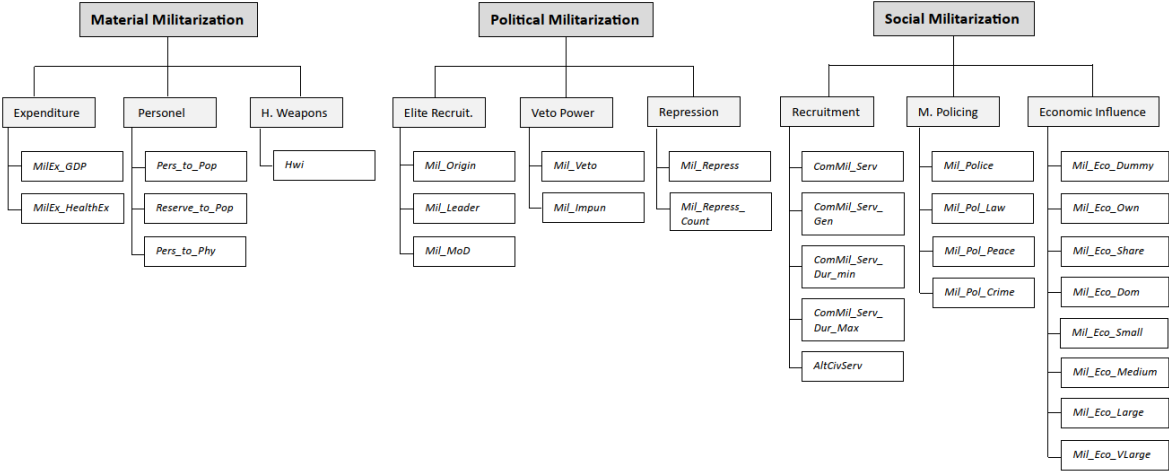 Material Militarization
Expenditure
MilEx_GDP
MilEx_HealthEx
Personel
Pers_to_Pop
Reserve_to_Pop
Pers_to_Phy
H. Weapons
Hwi
Political Militarization
Elite Recruit.
Mil_Origin
Mil_Leader
Mil_MoD
Veto Power
Mil_Veto
Mil_Impun
Repression
Mil_Repress
Mil_Repress_
Count
Social Militarization
Recruitment
ComMil_Serv
ComMil_Serv_
Gen
ComMil_Serv_
Dur_min
ComMil_Serv_
Dur_Max
AltCivServ
M. Policing
Mil_Police
Mil_Pol_Law
Mil_Pol_Peace
Mil_Pol_Crime
Economic Influence
Mil_Eco_Dummy
Mil_Eco_Own
Mil_Eco_Share
Mil_Eco_Dom
Mil_Eco_Small
Mil_Eco_Medium
Mil_Eco_Large
Mil_Eco_VLarge